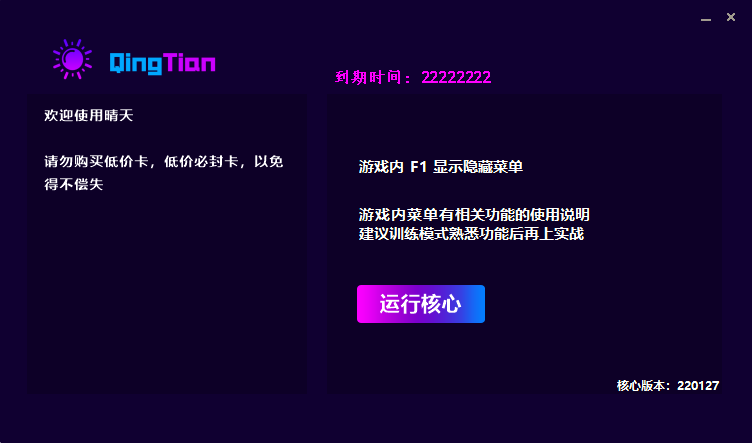 QingTian
到期时间：22222222
欢迎使用晴天
请勿购买低价卡，低价必封卡，以免
得不偿失
游戏内 F1 显示隐藏菜单
游戏内菜单有相关功能的使用说明
建议训练模式熟悉功能后再上实战
运行核心
核心版本：220127